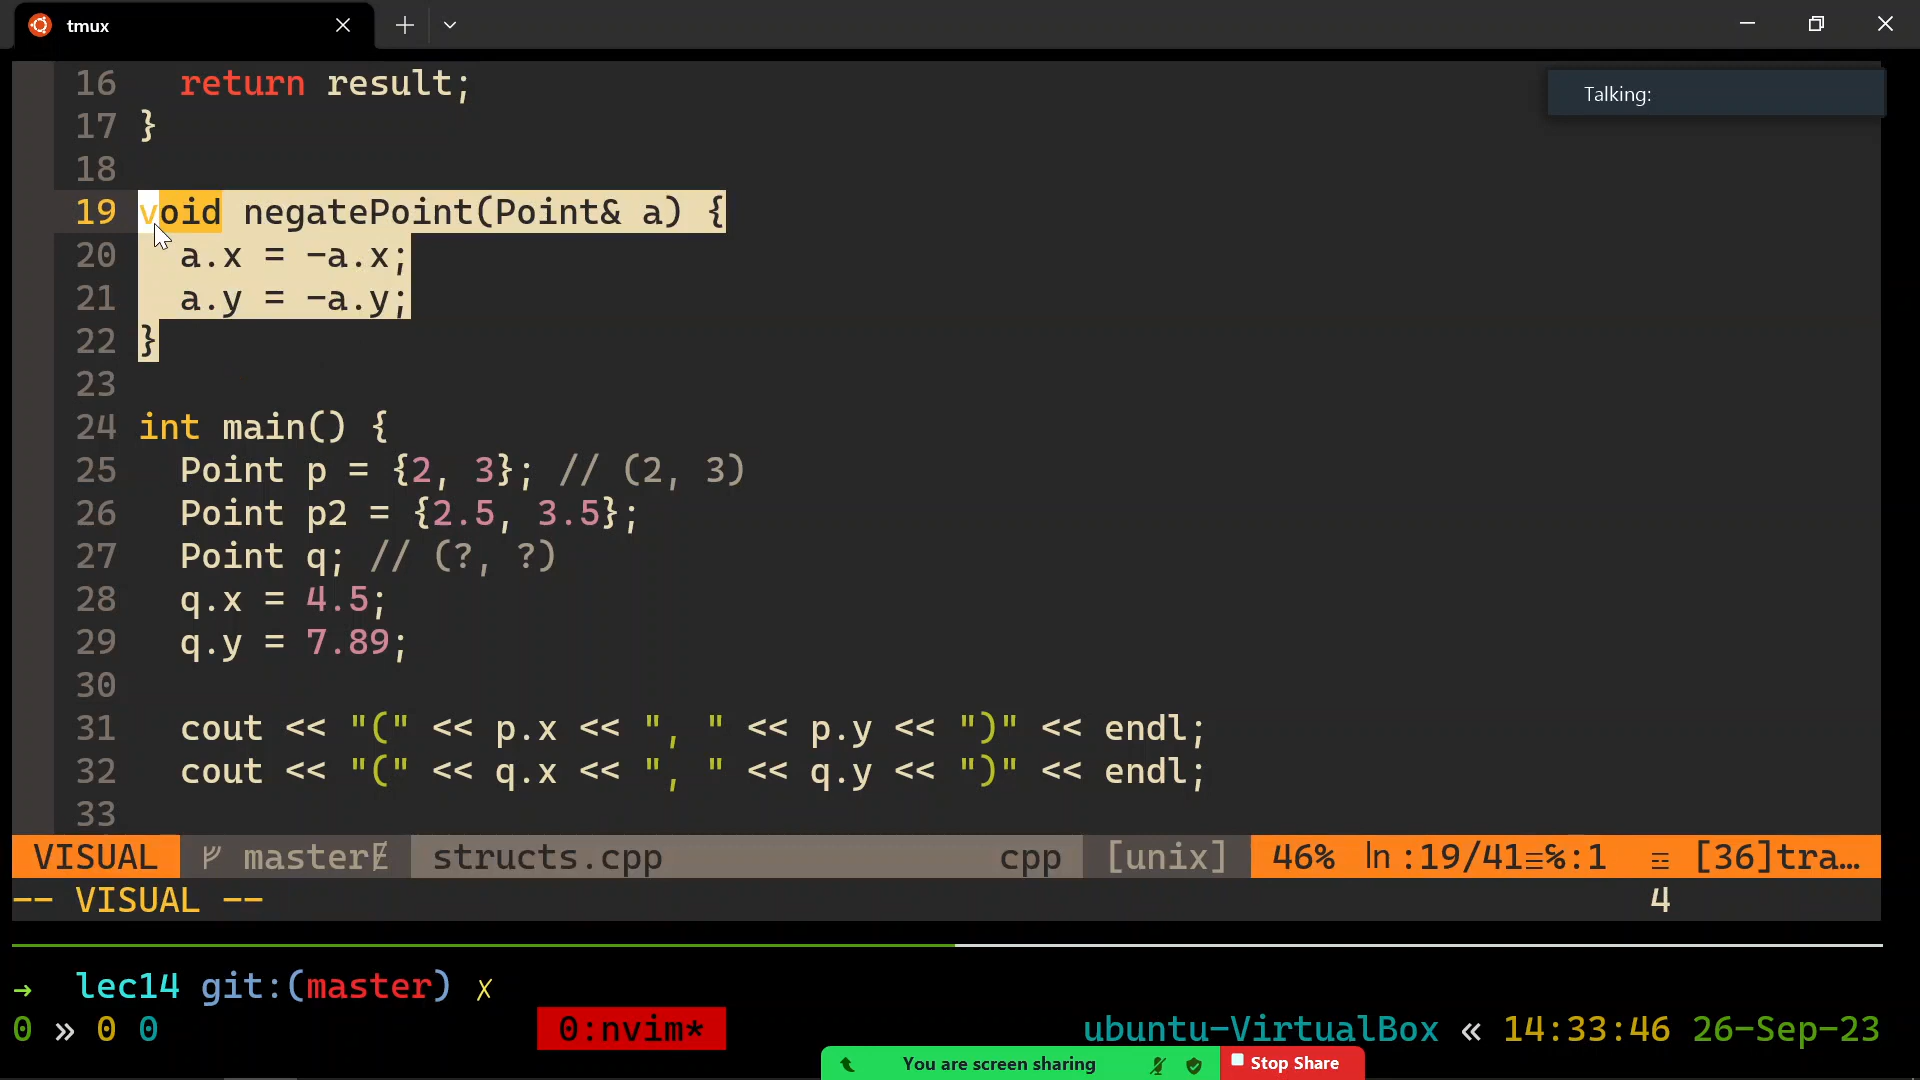 tmux
Talking:
16 return result;
17 }
18
19 void negatePoint(Point& a) {
20 a.x = -a.x;
21 a.y = -a.y;
22 }
23
24 int main() {
25 Point p = {2, 3}; // (2, 3)
26 Point p2 = {2.5, 3.5};
27 Point q; // (?, ?)
28 q.x = 4.5;
29 q.y = 7.89;
30
31 cout << "(" << p.x << ", " << p.y << ")" << endl;
32 cout << "(" << q.x << ", " << q.y << ")" << endl;
33
VISUAL master structs.cpp cpp [unix] 46% ln :19/41≡℅:1 ☲ [36]tra…
-- VISUAL -- 4
→ lec14 git:(master) ✗
0 » 0 0 0:nvim* ubuntu-VirtualBox « 14:33:46 26-Sep-23
You are screen sharing Stop Share